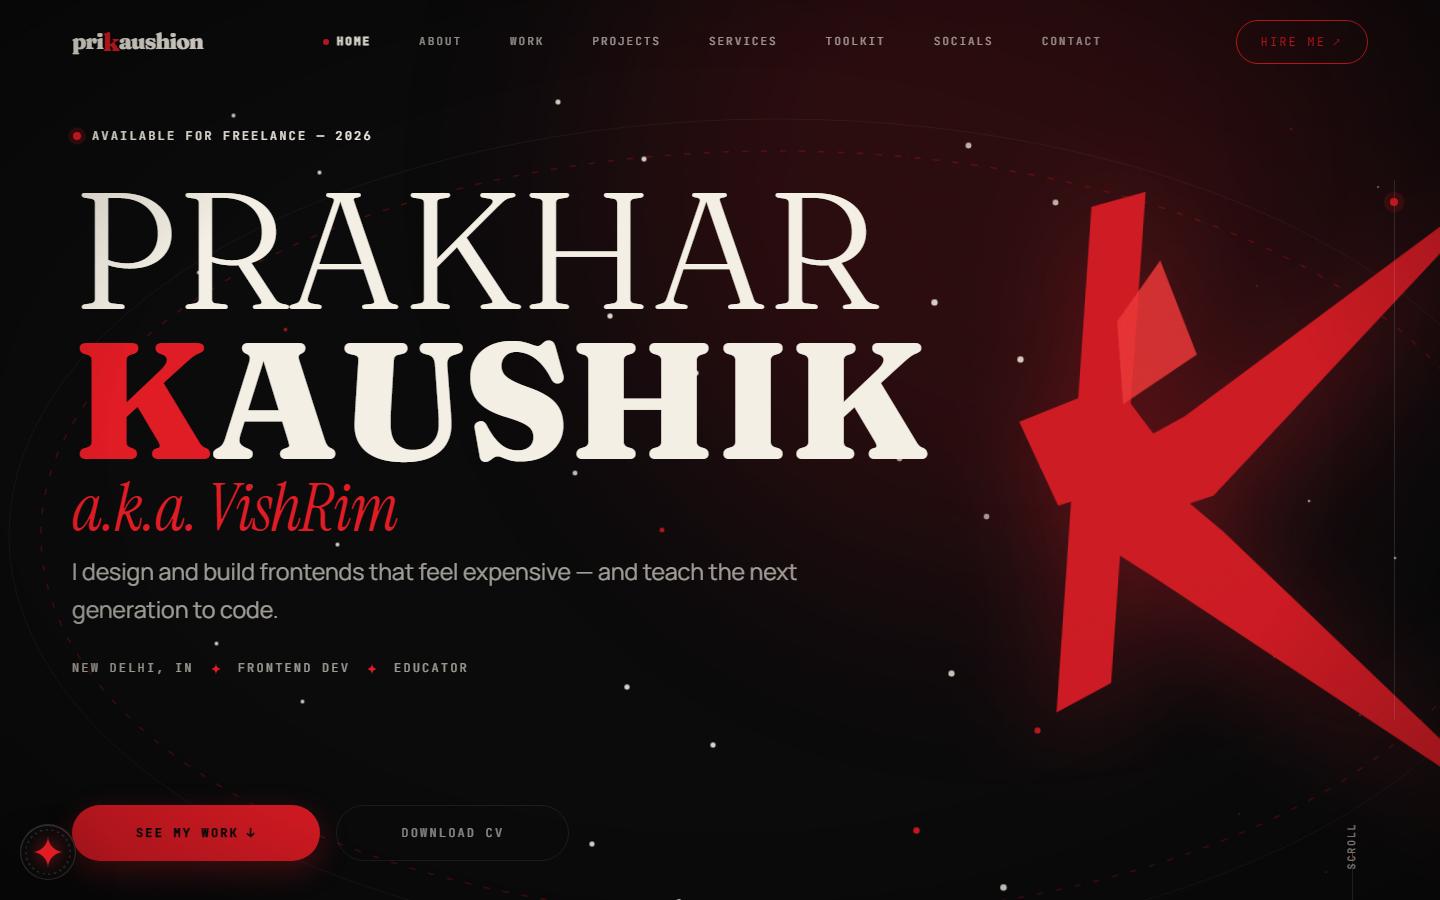 prikaushion
HOME ABOUT WORK PROJECTS SERVICES TOOLKIT SOCIALS CONTACT
HIRE ME ↗
AVAILABLE FOR FREELANCE — 2026
PRAKHAR
KAUSHIK
a.k.a. VishRim
I design and build frontends that feel expensive — and teach the next
generation to code.
NEW DELHI, IN ✦ FRONTEND DEV ✦ EDUCATOR
SEE MY WORK ↓
DOWNLOAD CV
SCROLL